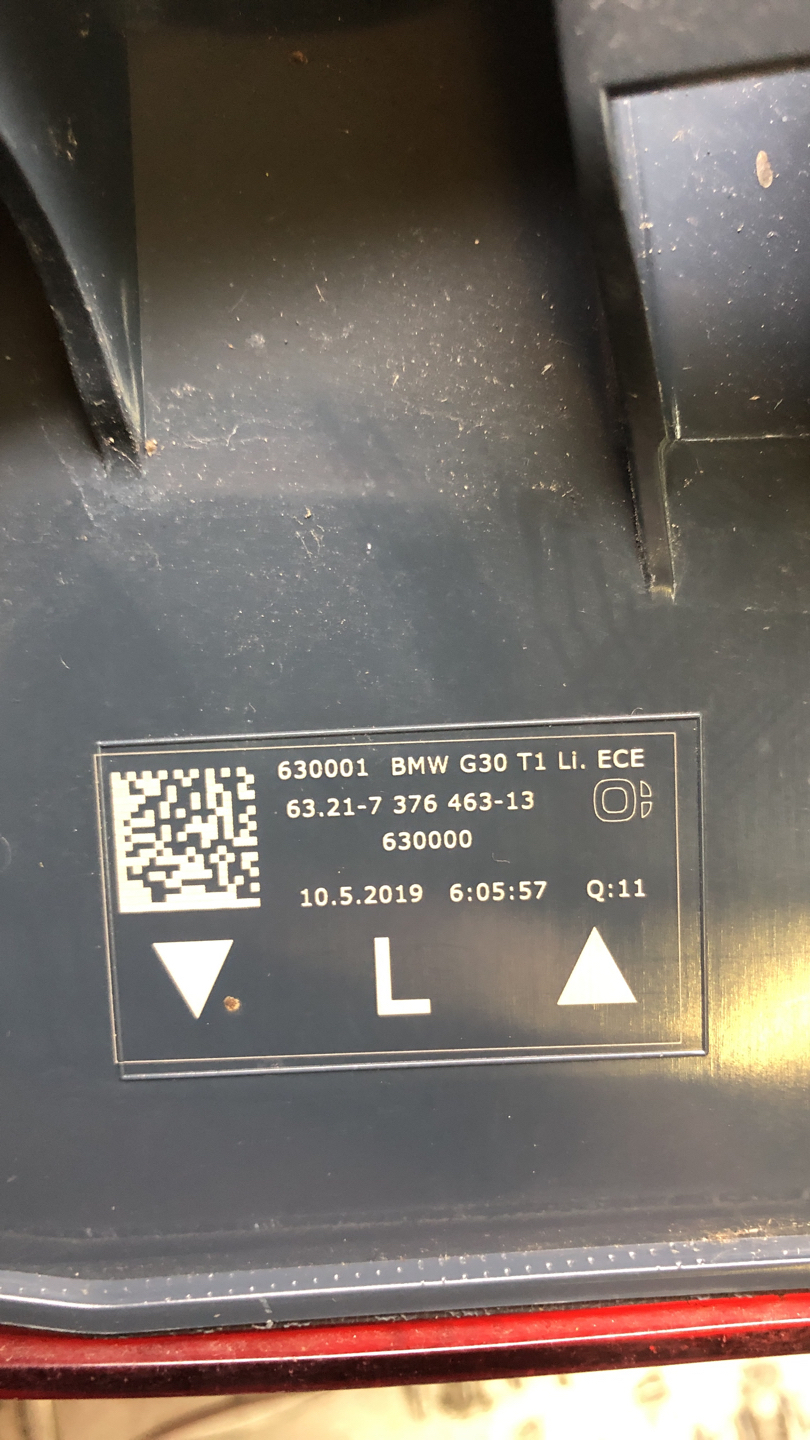 630001 BMW G30 T1 Li. ECE
63.21-7 376 463-13
630000
10.5.2019 6:05:57 Q:11
L